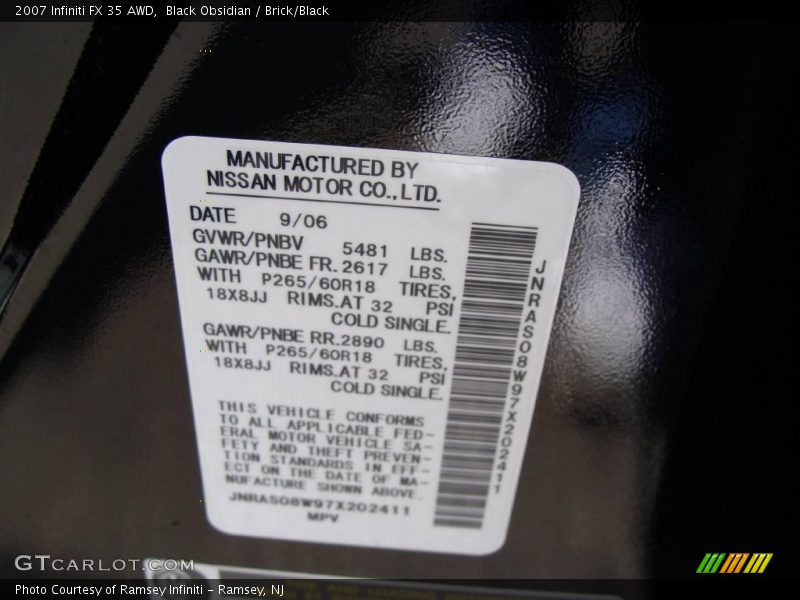 2007 Infiniti FX 35 AWD,  Black Obsidian / Brick/Black
MANUFACTURED BY
NISSAN MOTOR CO., LTD.
DATE 9/06
GVWR/PNBV 5481 LBS.
GAWR/PNBE FR. 2617 LBS.
WITH P265/60R18 TIRES,
18X8JJ RIMS. AT 32 PSI
COLD SINGLE.
GAWR/PNBE RR. 2890 LBS.
WITH P265/60R18 TIRES,
18X8JJ RIMS. AT 32 PSI
COLD SINGLE.
THIS VEHICLE CONFORMS
TO ALL APPLICABLE FED-
ERAL MOTOR VEHICLE SA-
FETY AND THEFT PREVEN-
TION STANDARDS IN EFF-
ECT ON THE DATE OF MA-
NUFACTURE SHOWN ABOVE.
JNRAS08W97X202411
MPV
JNRAS08W97X202411
GTCARLOT.COM
Photo Courtesy of Ramsey Infiniti - Ramsey, NJ